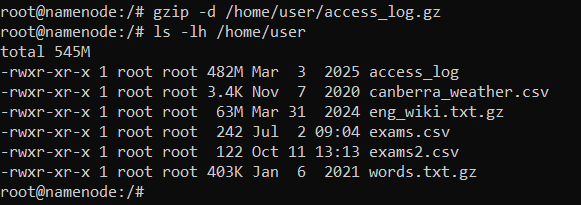 root@namenode:/# gzip -d /home/user/access_log.gz
root@namenode:/# ls -lh /home/user
total 545M
-rwxr-xr-x 1 root root 482M Mar  3  2025 access_log
-rwxr-xr-x 1 root root 3.4K Nov  7  2020 canberra_weather.csv
-rwxr-xr-x 1 root root  63M Mar 31  2024 eng_wiki.txt.gz
-rwxr-xr-x 1 root root  242 Jul  2 09:04 exams.csv
-rwxr-xr-x 1 root root  122 Oct 11 13:13 exams2.csv
-rwxr-xr-x 1 root root 403K Jan  6  2021 words.txt.gz
root@namenode:/#